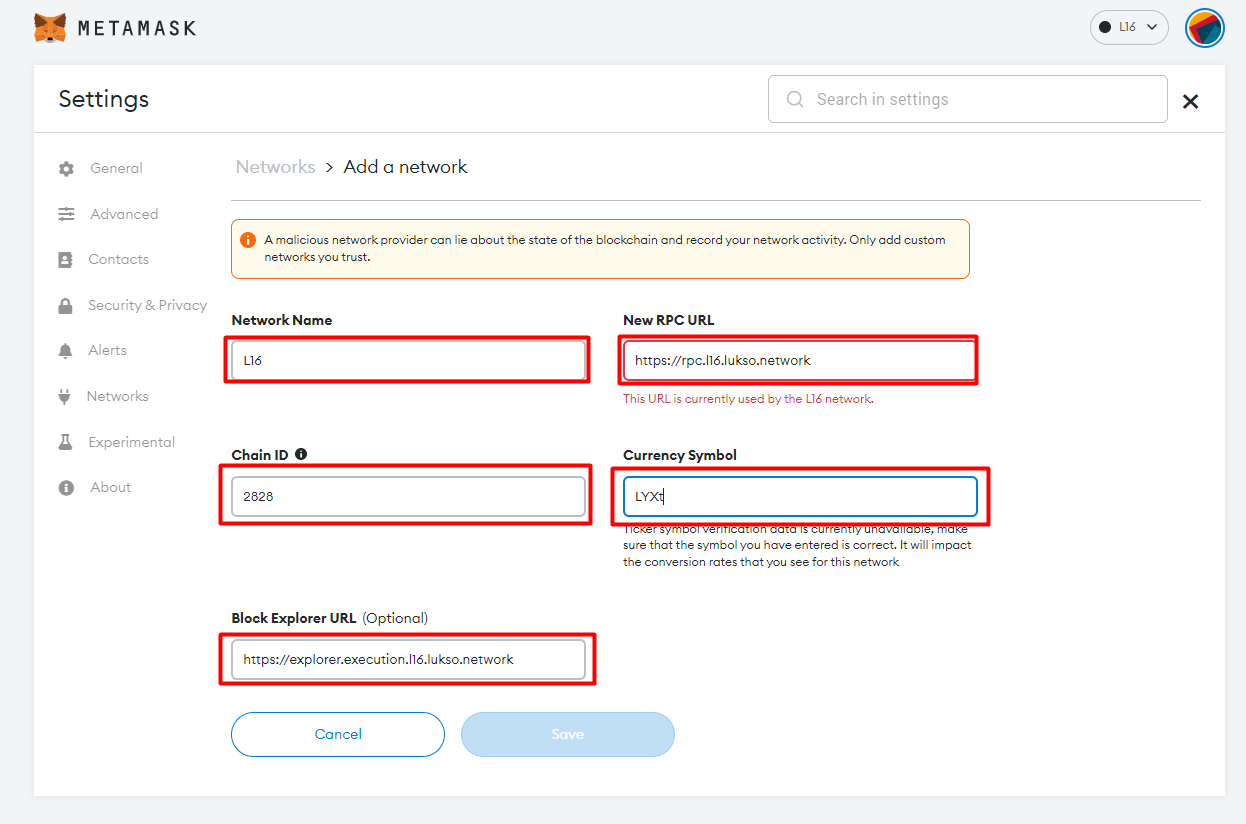 METAMASK
L16
Settings
Search in settings
General
Advanced
Contacts
Security & Privacy
Alerts
Networks
Experimental
About
Networks > Add a network
A malicious network provider can lie about the state of the blockchain and record your network activity. Only add custom
networks you trust.
Network Name
L16
New RPC URL
https://rpc.l16.lukso.network
This URL is currently used by the L16 network.
Chain ID
2828
Currency Symbol
LYXt
Ticker symbol verification data is currently unavailable, make
sure that the symbol you have entered is correct. It will impact
the conversion rates that you see for this network
Block Explorer URL (Optional)
https://explorer.execution.l16.lukso.network
Cancel
Save